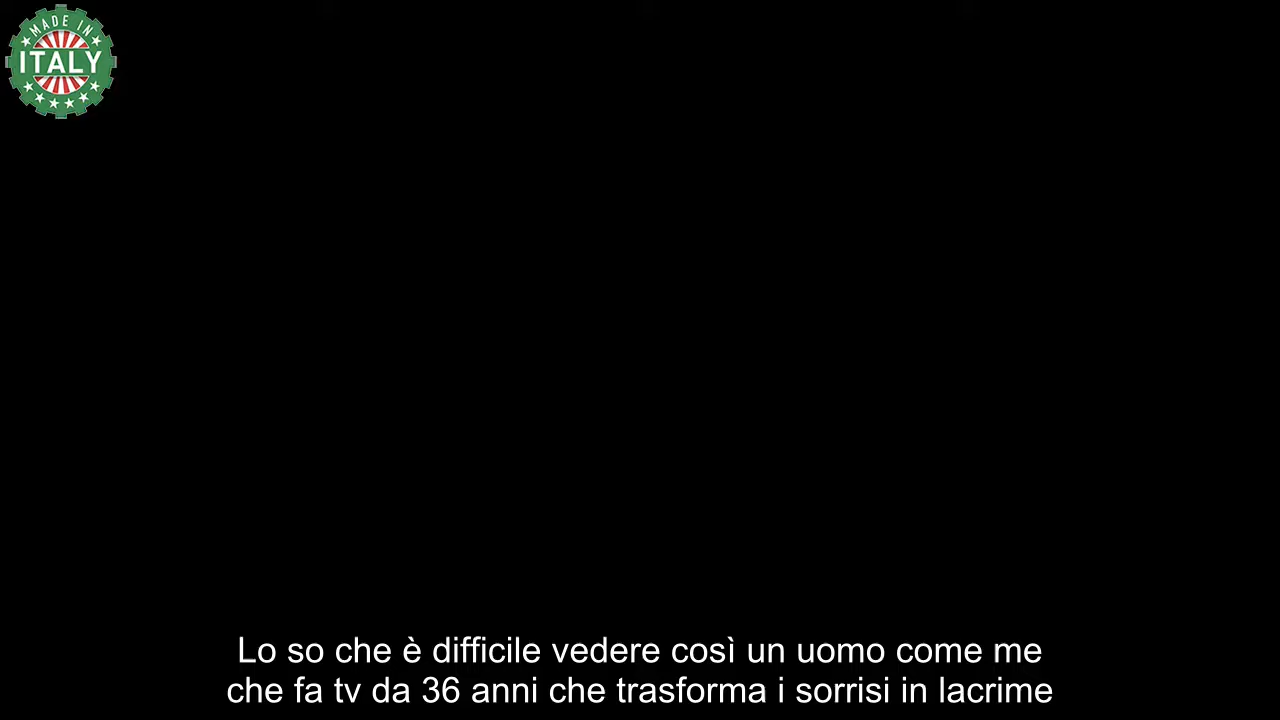 MADE IN
ITALY
Lo so che è difficile vedere così un uomo come me
che fa tv da 36 anni che trasforma i sorrisi in lacrime